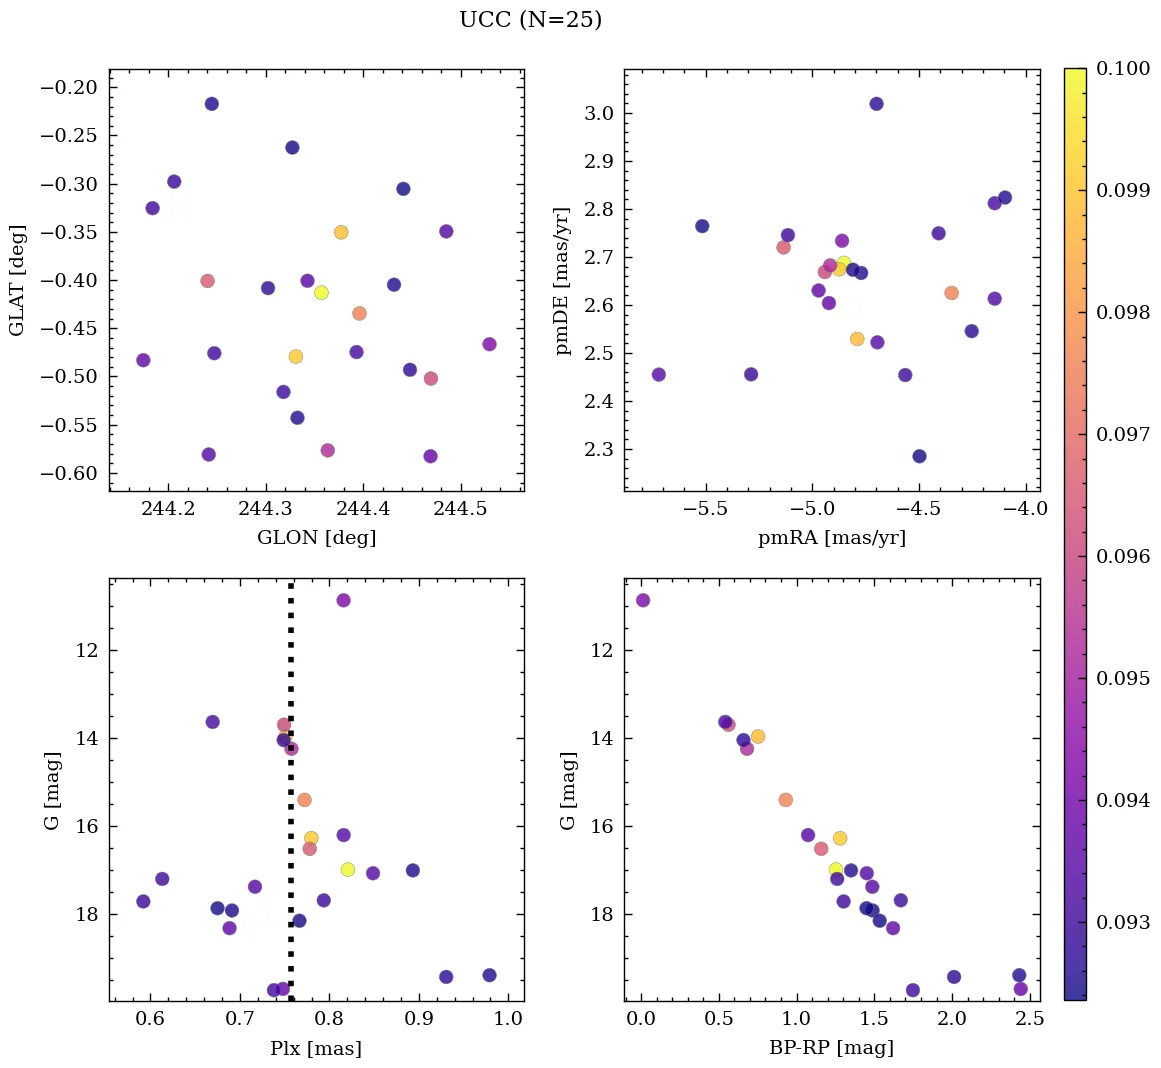 UCC (N=25)
−0.20
−0.25
−0.30
−0.35
−0.40
−0.45
−0.50
−0.55
−0.60
GLAT [deg]
244.2 244.3 244.4 244.5
GLON [deg]
3.0
2.9
2.8
2.7
2.6
2.5
2.4
2.3
pmDE [mas/yr]
−5.5 −5.0 −4.5 −4.0
pmRA [mas/yr]
12
14
16
18
G [mag]
0.6 0.7 0.8 0.9 1.0
Plx [mas]
12
14
16
18
G [mag]
0.0 0.5 1.0 1.5 2.0 2.5
BP-RP [mag]
0.100
0.099
0.098
0.097
0.096
0.095
0.094
0.093